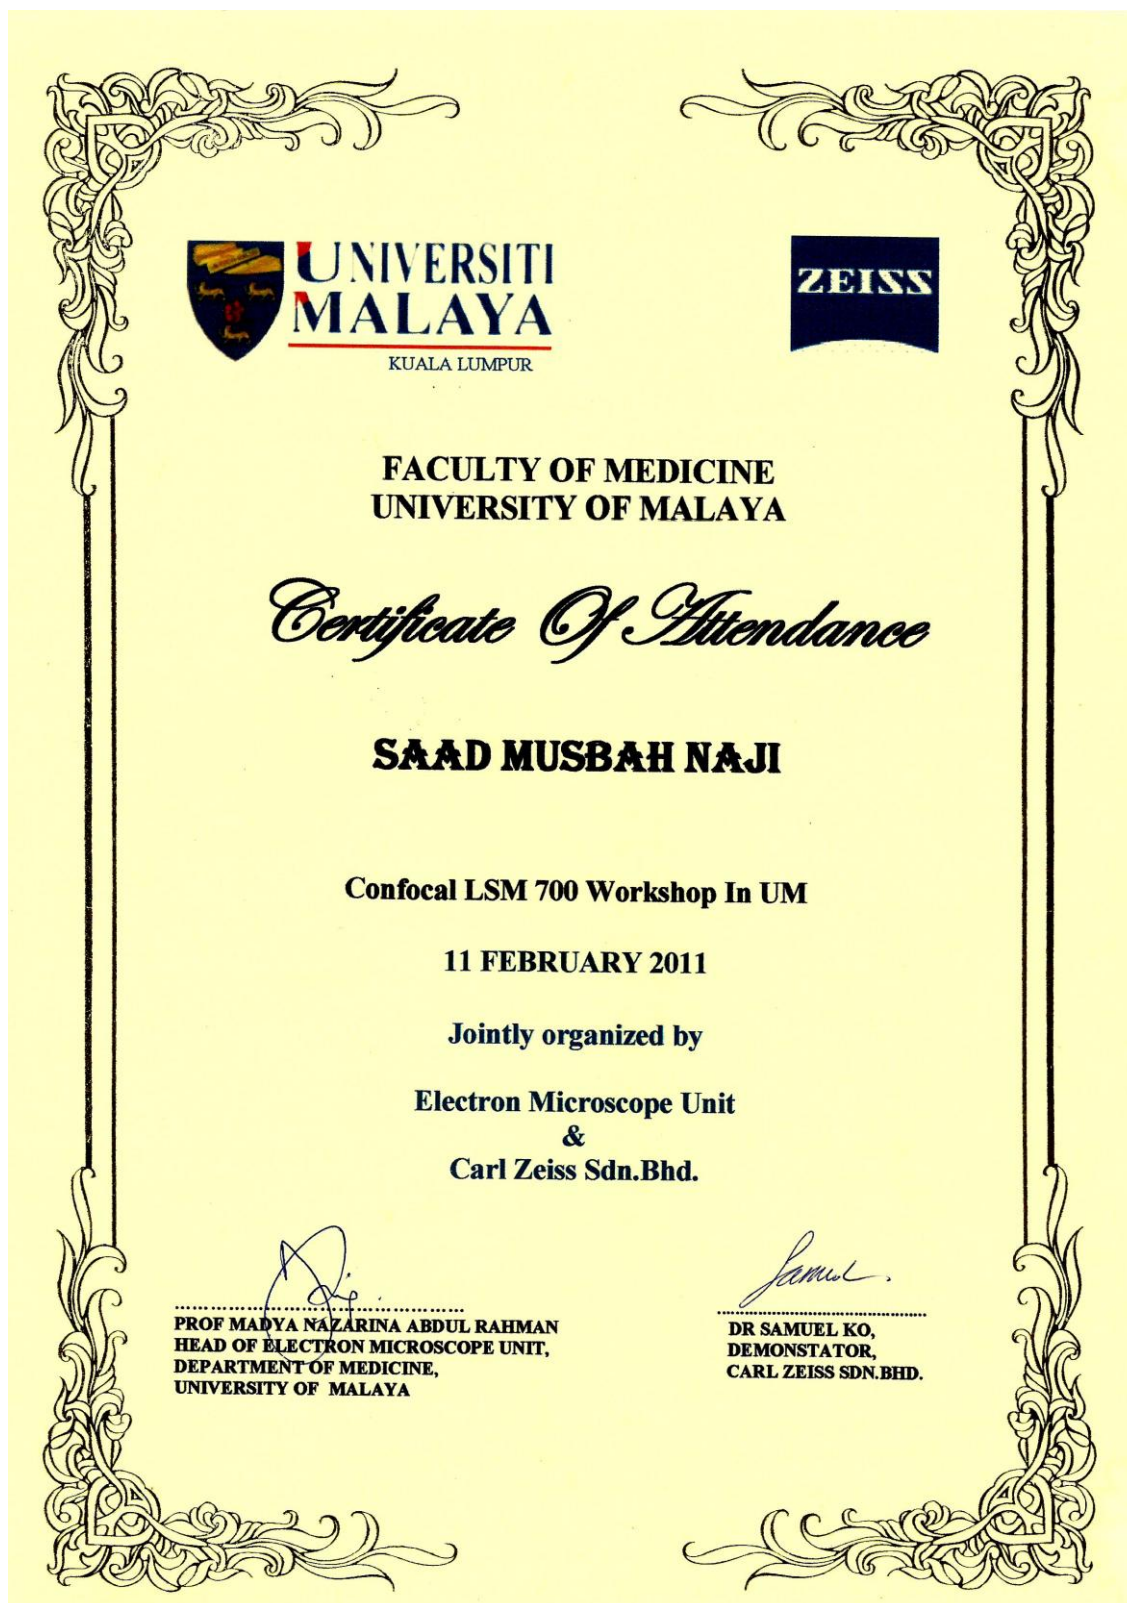 UNIVERSITI
MALAYA
KUALA LUMPUR
ZEISS
FACULTY OF MEDICINE
UNIVERSITY OF MALAYA
Certificate Of Attendance
SAAD MUSBAH NAJI
Confocal LSM 700 Workshop In UM
11 FEBRUARY 2011
Jointly organized by
Electron Microscope Unit
&
Carl Zeiss Sdn.Bhd.
PROF MADYA NAZARINA ABDUL RAHMAN
HEAD OF ELECTRON MICROSCOPE UNIT,
DEPARTMENT OF MEDICINE,
UNIVERSITY OF MALAYA
Samuel
DR SAMUEL KO,
DEMONSTATOR,
CARL ZEISS SDN.BHD.